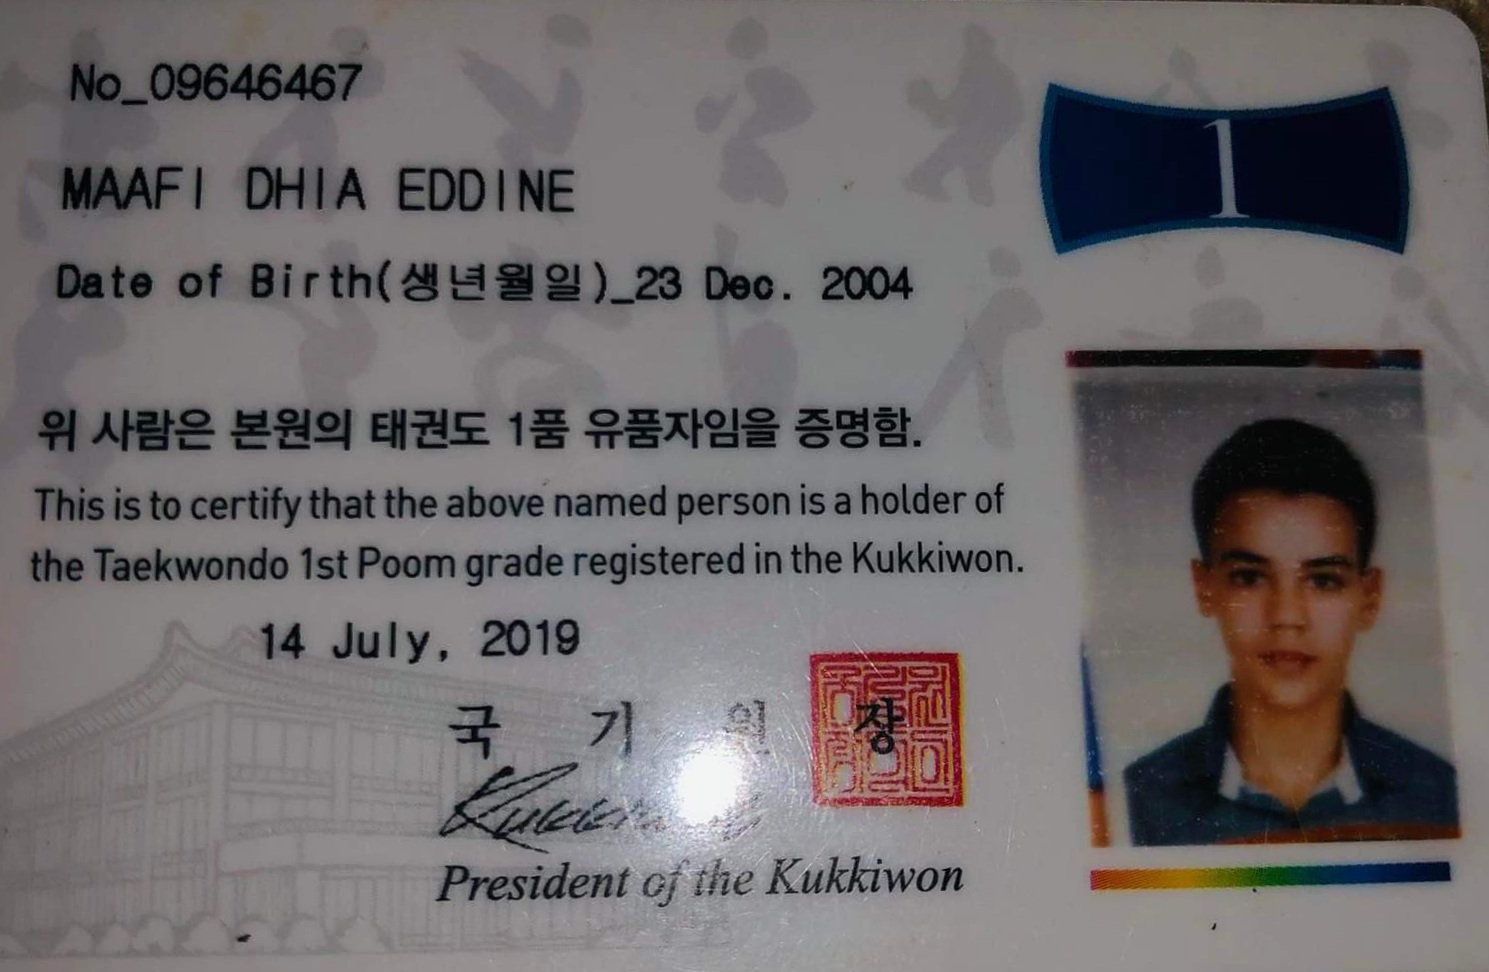 No_09646467
1
MAAFI DHIA EDDINE
Date of Birth(생년월일)_23 Dec. 2004
위 사람은 본원의 태권도 1품 유품자임을 증명함.
This is to certify that the above named person is a holder of
the Taekwondo 1st Poom grade registered in the Kukkiwon.
14 July, 2019
국 기 원 장
President of the Kukkiwon